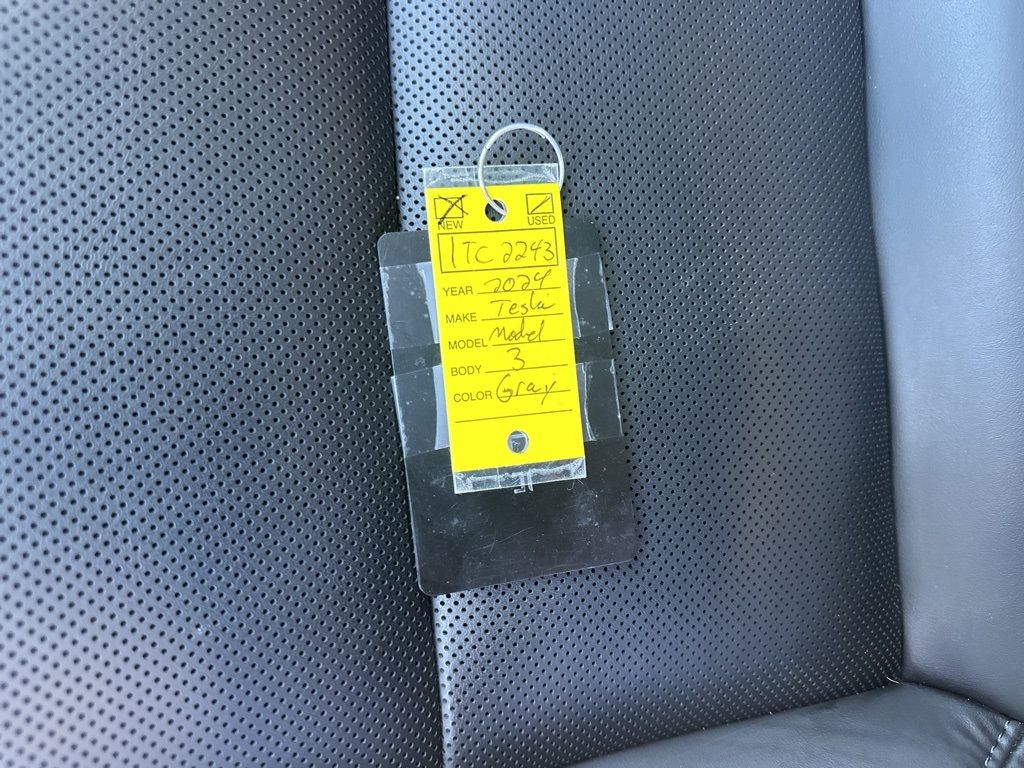 NEW USED
1TC 2243
YEAR 2024
MAKE Tesla
MODEL Model
BODY 3
COLOR Gray